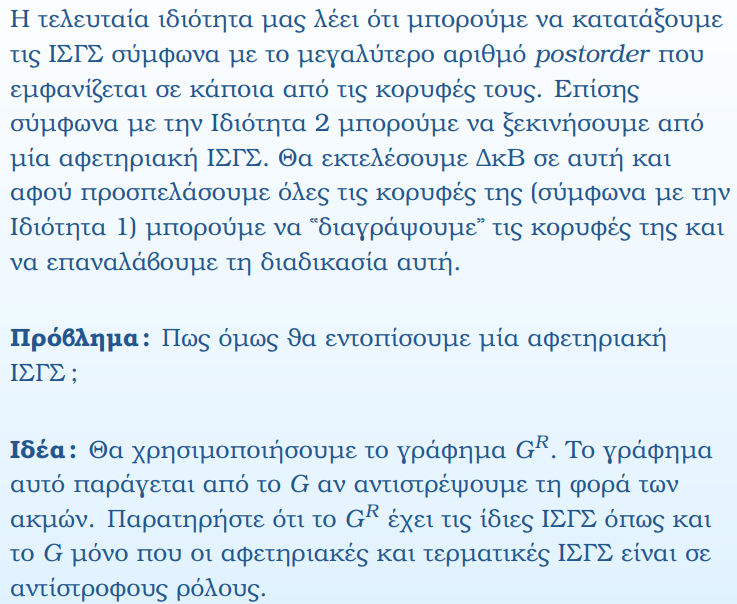 Η τελευταία ιδιότητα μας λέει ότι μπορούμε να κατατάξουμε
τις ΙΣΓΣ σύμφωνα με το μεγαλύτερο αριθμό postorder που
εμφανίζεται σε κάποια από τις κορυφές τους. Επίσης
σύμφωνα με την Ιδιότητα 2 μπορούμε να ξεκινήσουμε από
μία αφετηριακή ΙΣΓΣ. Θα εκτελέσουμε ΔκΒ σε αυτή και
αφού προσπελάσουμε όλες τις κορυφές της (σύμφωνα με την
Ιδιότητα 1) μπορούμε να “διαγράψουμε” τις κορυφές της και
να επαναλάβουμε τη διαδικασία αυτή.
Πρόβλημα: Πως όμως θα εντοπίσουμε μία αφετηριακή
ΙΣΓΣ;
Ιδέα: Θα χρησιμοποιήσουμε το γράφημα G^R. Το γράφημα
αυτό παράγεται από το G αν αντιστρέψουμε τη φορά των
ακμών. Παρατηρήστε ότι το G^R έχει τις ίδιες ΙΣΓΣ όπως και
το G μόνο που οι αφετηριακές και τερματικές ΙΣΓΣ είναι σε
αντίστροφους ρόλους.